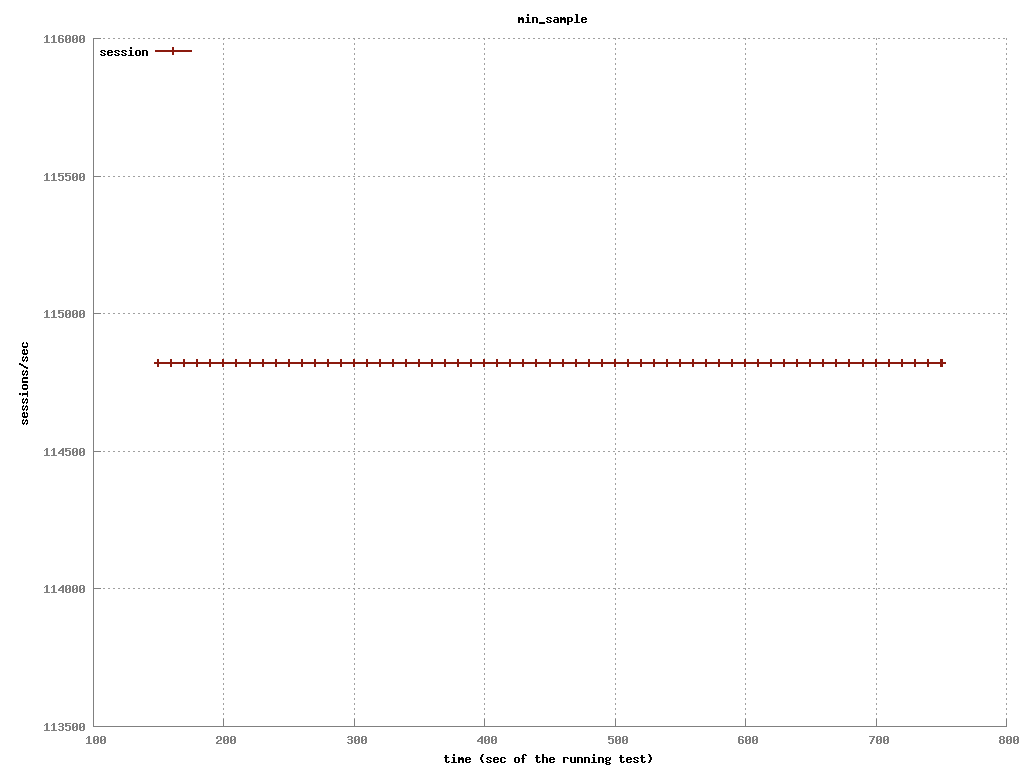 min_sample
116000
session
115500
115000
sessions/sec
114500
114000
113500
100 200 300 400 500 600 700 800
time (sec of the running test)